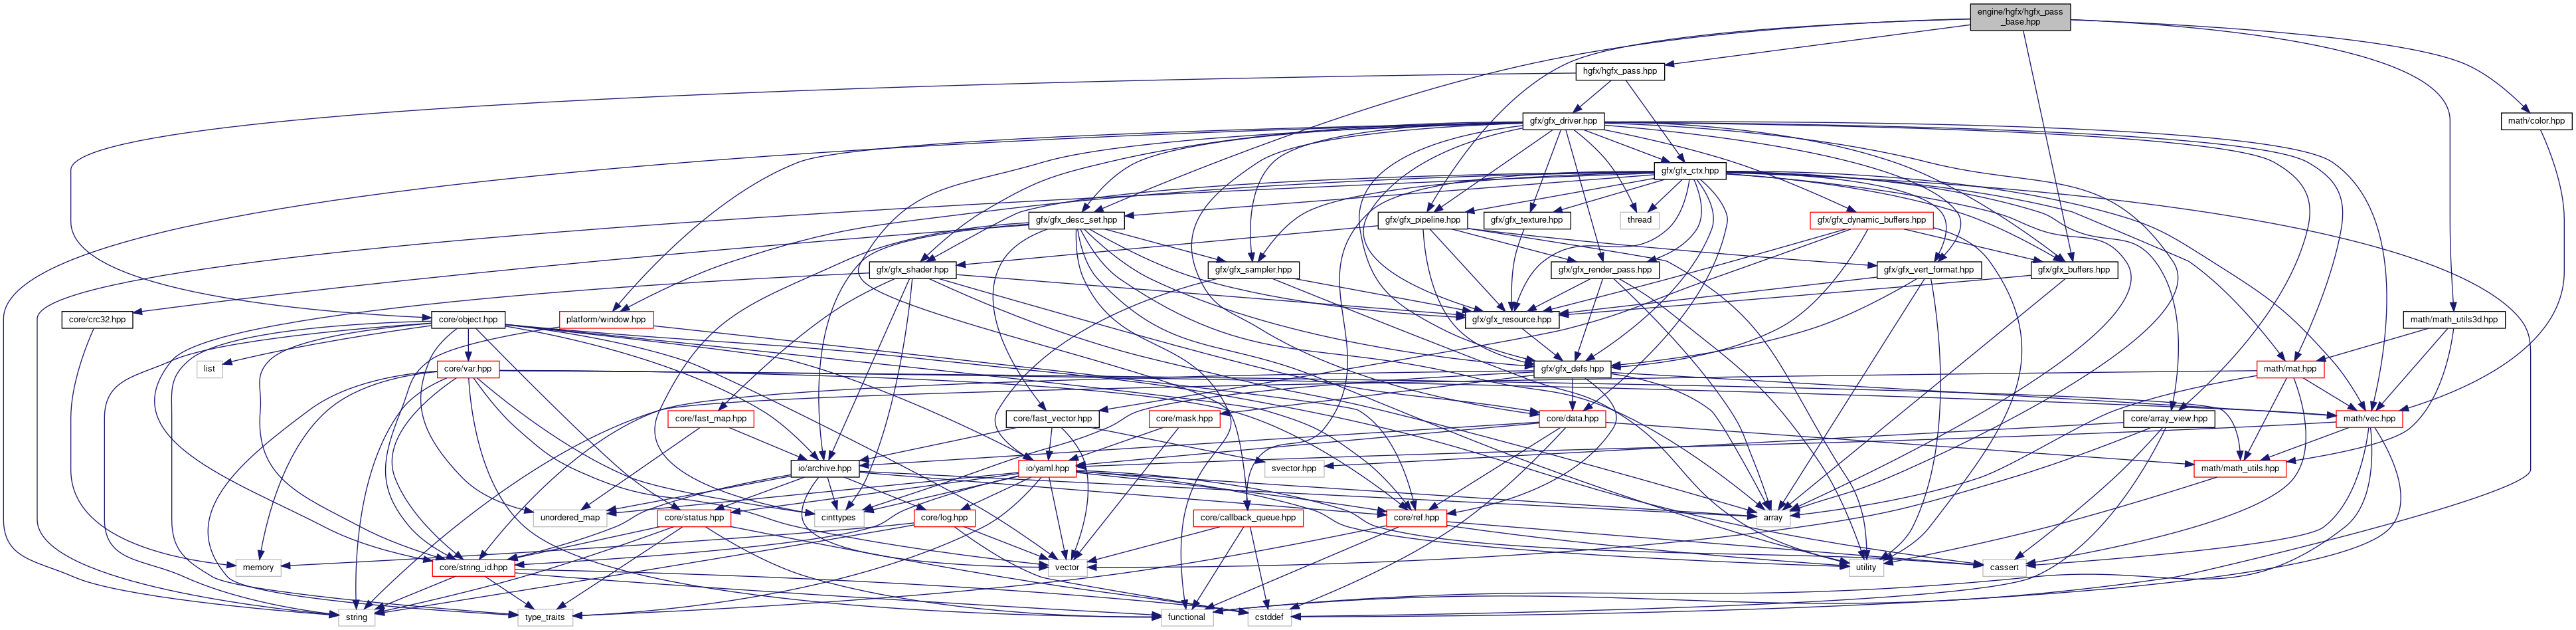 engine/hgfx/hgfx_pass
_base.hpp
hgfx/hgfx_pass.hpp
gfx/gfx_driver.hpp
math/color.hpp
gfx/gfx_ctx.hpp
gfx/gfx_desc_set.hpp
gfx/gfx_pipeline.hpp
gfx/gfx_texture.hpp
thread
gfx/gfx_dynamic_buffers.hpp
gfx/gfx_shader.hpp
gfx/gfx_sampler.hpp
gfx/gfx_render_pass.hpp
gfx/gfx_vert_format.hpp
gfx/gfx_buffers.hpp
core/crc32.hpp
core/object.hpp
platform/window.hpp
gfx/gfx_resource.hpp
math/math_utils3d.hpp
list
core/var.hpp
gfx/gfx_defs.hpp
math/mat.hpp
core/fast_map.hpp
core/fast_vector.hpp
core/mask.hpp
core/data.hpp
core/array_view.hpp
math/vec.hpp
io/archive.hpp
io/yaml.hpp
svector.hpp
math/math_utils.hpp
unordered_map
core/status.hpp
cinttypes
core/log.hpp
core/callback_queue.hpp
core/ref.hpp
array
memory
core/string_id.hpp
vector
utility
cassert
string
type_traits
functional
cstddef